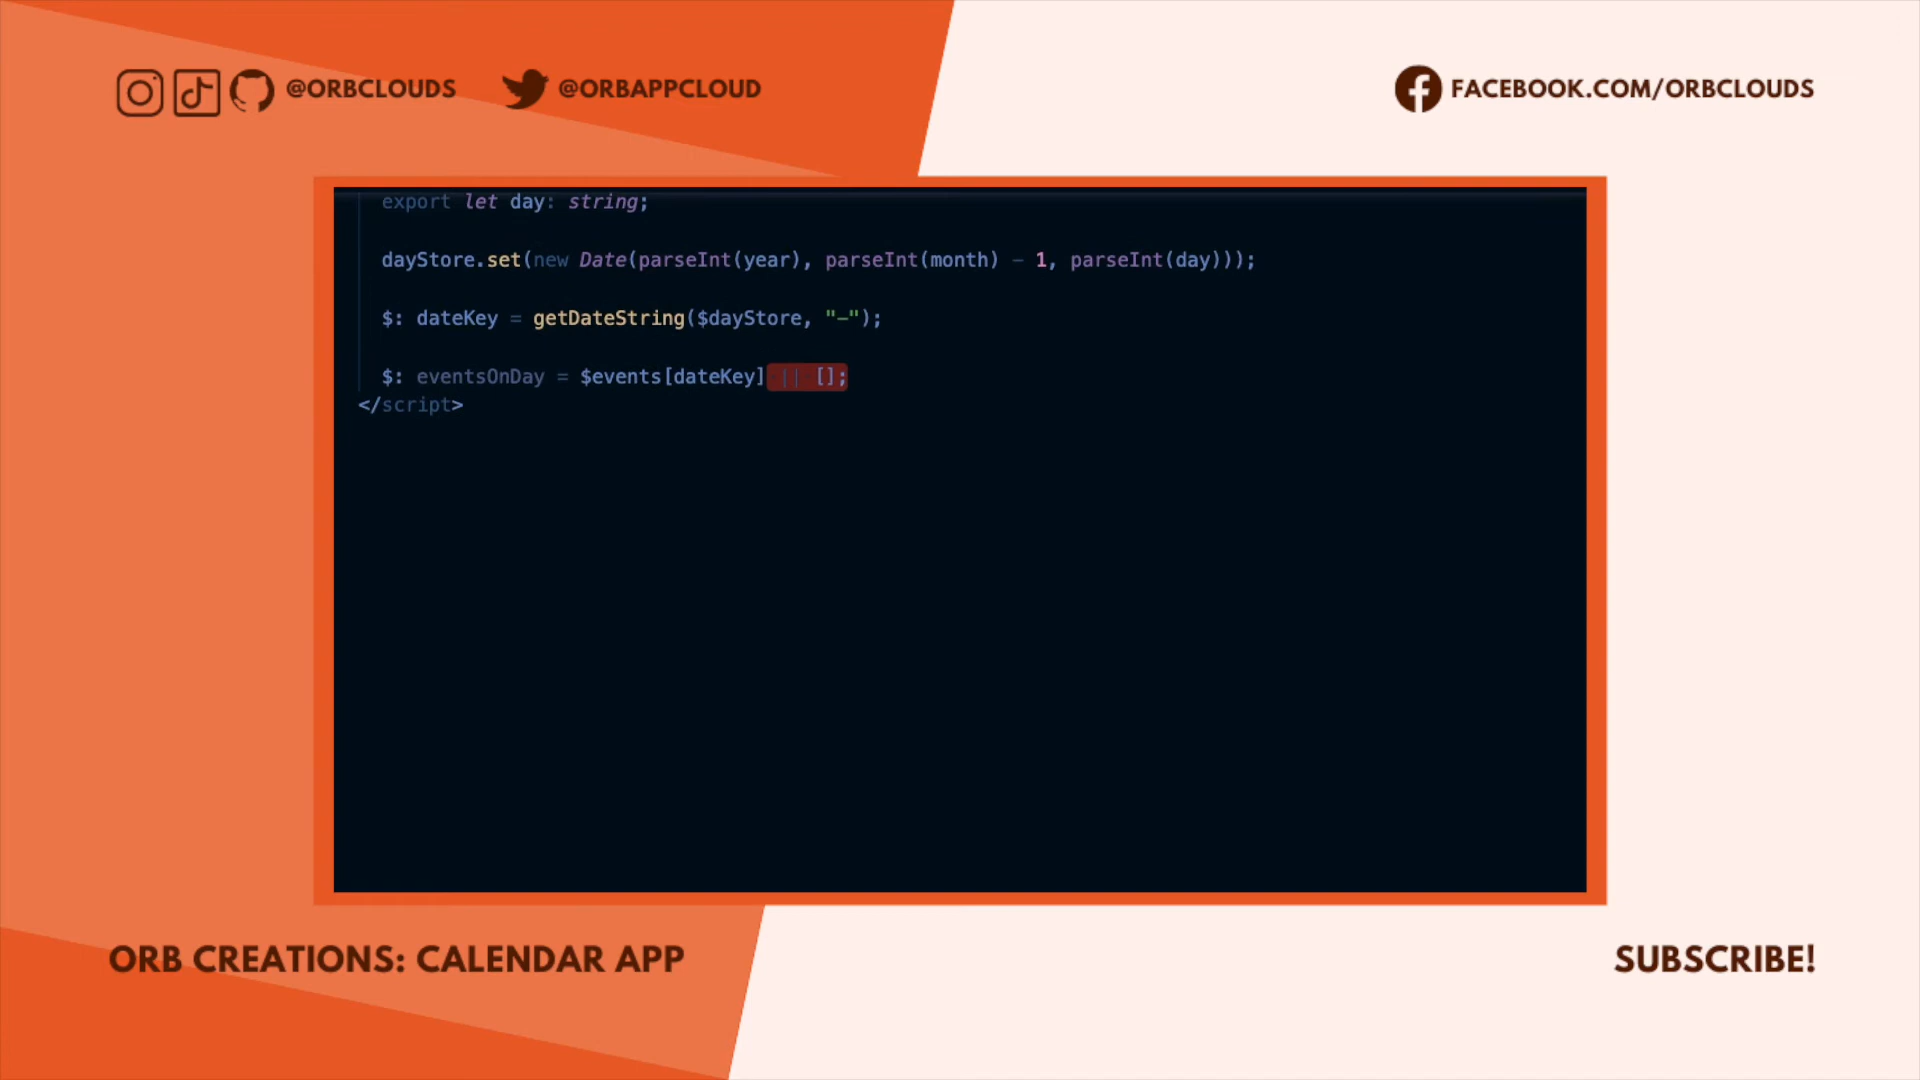 @ORBCLOUDS @ORBAPPCLOUD FACEBOOK.COM/ORBCLOUDS
export let day: string;
dayStore.set(new Date(parseInt(year), parseInt(month) - 1, parseInt(day)));
$: dateKey = getDateString($dayStore, "-");
$: eventsOnDay = $events[dateKey] || [];
</script>
ORB CREATIONS: CALENDAR APP SUBSCRIBE!